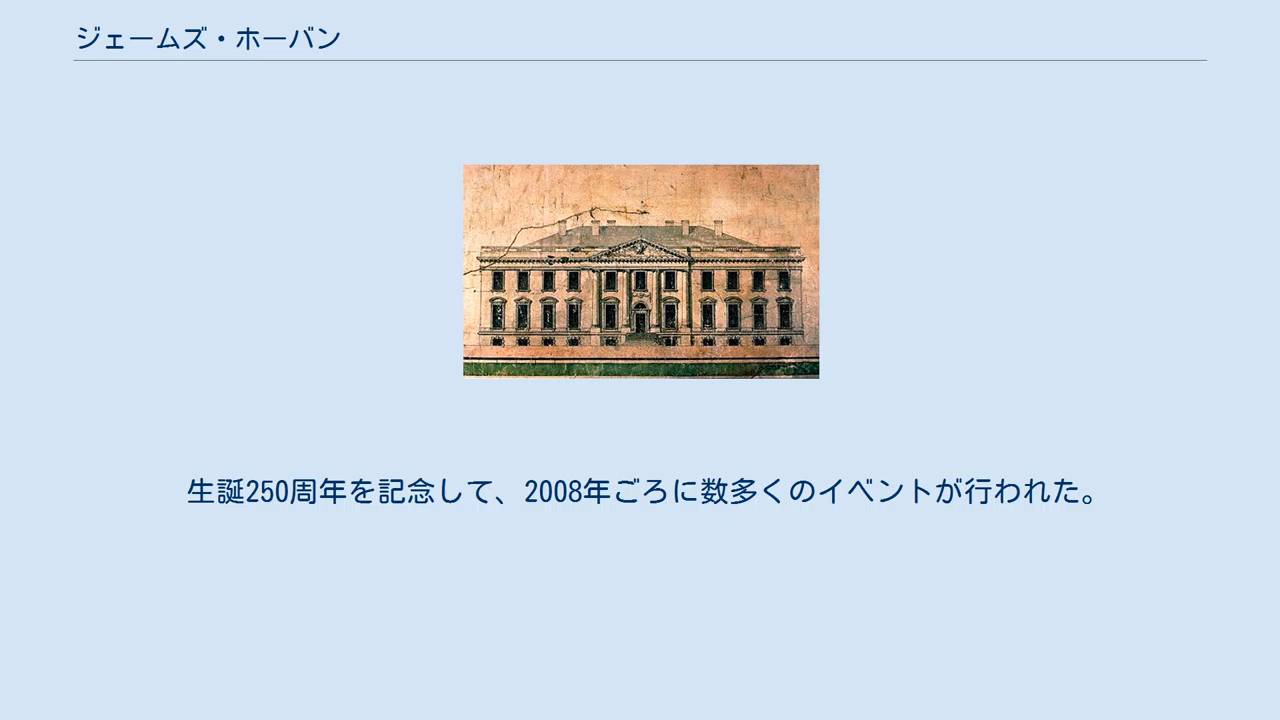 ジェームズ・ホーバン
生誕250周年を記念して、2008年ごろに数多くのイベントが行われた。